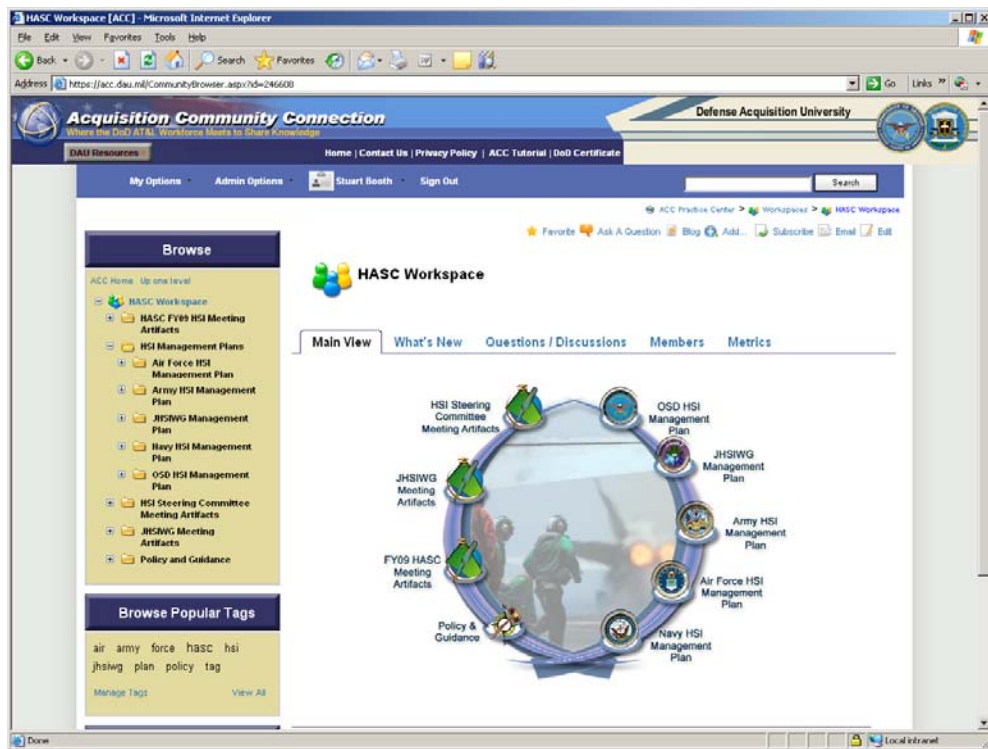 HASC Workspace [ACC] - Microsoft Internet Explorer
File Edit View Favorites Tools Help
Back Search Favorites
Address https://acc.dau.mil/CommunityBrowser.aspx?id=246608 Go Links
Acquisition Community Connection
Where the DoD AT&L Workforce Meets to Share Knowledge
Defense Acquisition University
DAU Resources
Home | Contact Us | Privacy Policy | ACC Tutorial | DoD Certificate
My Options Admin Options Stuart Booth Sign Out Search
ACC Practice Center > Workspaces > HASC Workspace
Favorite Ask A Question Blog Add... Subscribe Email Edit
Browse
ACC Home Up one level
HASC Workspace
HASC FY09 HSI Meeting
Artifacts
HSI Management Plans
Air Force HSI
Management Plan
Army HSI Management
Plan
JHSIWG Management
Plan
Navy HSI Management
Plan
OSD HSI Management
Plan
HSI Steering Committee
Meeting Artifacts
JHSIWG Meeting
Artifacts
Policy and Guidance
Browse Popular Tags
air army force hasc hsi
jhsiwg plan policy tag
Manage Tags View All
HASC Workspace
Main View What's New Questions / Discussions Members Metrics
HSI Steering
Committee
Meeting Artifacts
OSD HSI
Management
Plan
JHSIWG
Meeting
Artifacts
JHSIWG
Management
Plan
Army HSI
Management
Plan
FY09 HASC
Meeting
Artifacts
Air Force HSI
Management
Plan
Policy &
Guidance
Navy HSI
Management
Plan
Done Local intranet